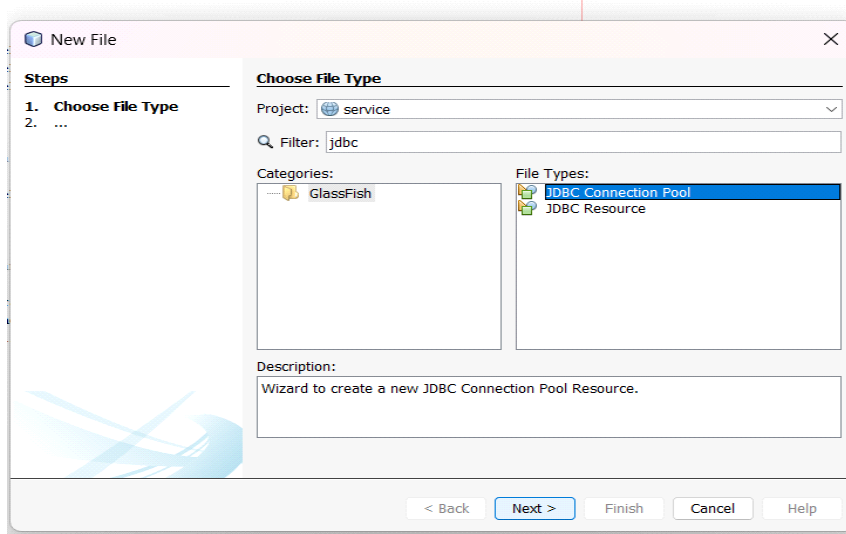 New File
Steps
1. Choose File Type
2. ...
Choose File Type
Project: service
Filter: jdbc
Categories:
GlassFish
File Types:
JDBC Connection Pool
JDBC Resource
Description:
Wizard to create a new JDBC Connection Pool Resource.
< Back
Next >
Finish
Cancel
Help